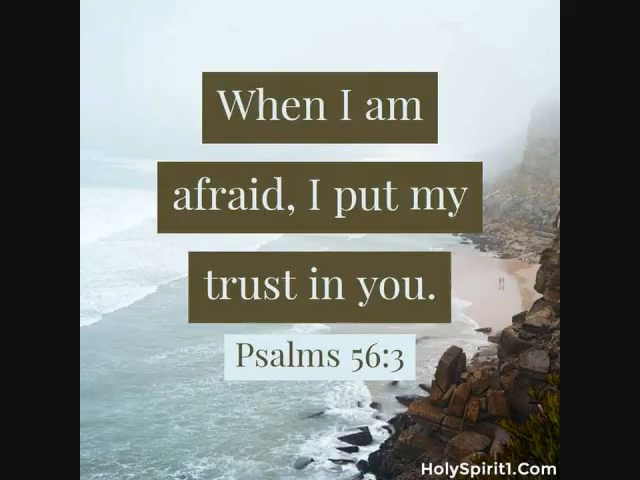 When I am
afraid, I put my
trust in you.
Psalms 56:3
HolySpirit1.Com